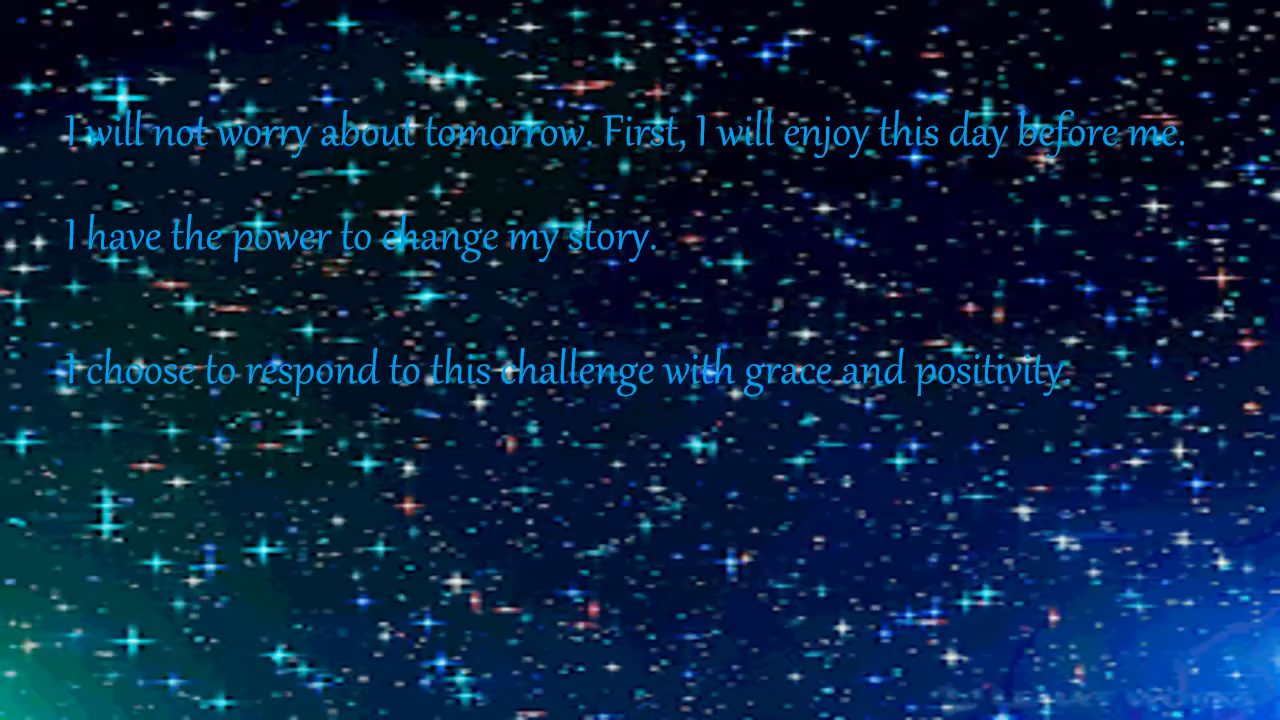 I will not worry about tomorrow. First, I will enjoy this day before me.
I have the power to change my story.
I choose to respond to this challenge with grace and positivity.